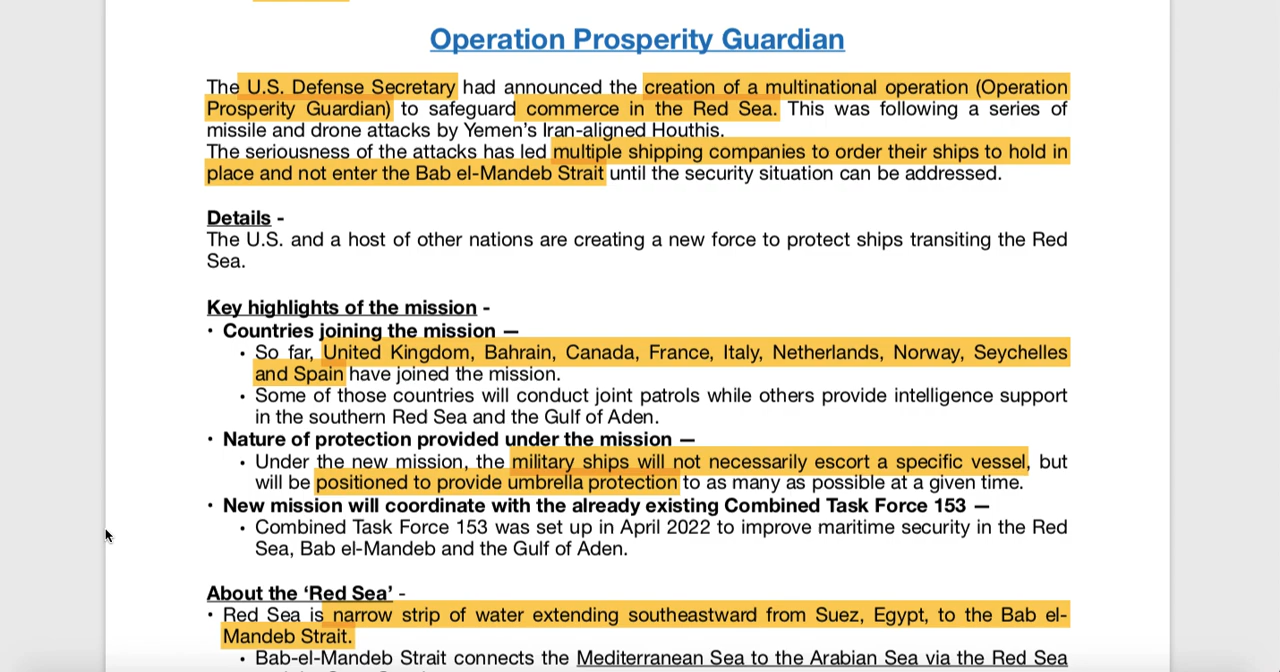 Operation Prosperity Guardian
The U.S. Defense Secretary had announced the creation of a multinational operation (Operation
Prosperity Guardian) to safeguard commerce in the Red Sea. This was following a series of
missile and drone attacks by Yemen’s Iran-aligned Houthis.
The seriousness of the attacks has led multiple shipping companies to order their ships to hold in
place and not enter the Bab el-Mandeb Strait until the security situation can be addressed.
Details -
The U.S. and a host of other nations are creating a new force to protect ships transiting the Red
Sea.
Key highlights of the mission -
• Countries joining the mission —
• So far, United Kingdom, Bahrain, Canada, France, Italy, Netherlands, Norway, Seychelles
and Spain have joined the mission.
• Some of those countries will conduct joint patrols while others provide intelligence support
in the southern Red Sea and the Gulf of Aden.
• Nature of protection provided under the mission —
• Under the new mission, the military ships will not necessarily escort a specific vessel, but
will be positioned to provide umbrella protection to as many as possible at a given time.
• New mission will coordinate with the already existing Combined Task Force 153 —
• Combined Task Force 153 was set up in April 2022 to improve maritime security in the Red
Sea, Bab el-Mandeb and the Gulf of Aden.
About the ‘Red Sea’ -
• Red Sea is narrow strip of water extending southeastward from Suez, Egypt, to the Bab el-
Mandeb Strait.
• Bab-el-Mandeb Strait connects the Mediterranean Sea to the Arabian Sea via the Red Sea